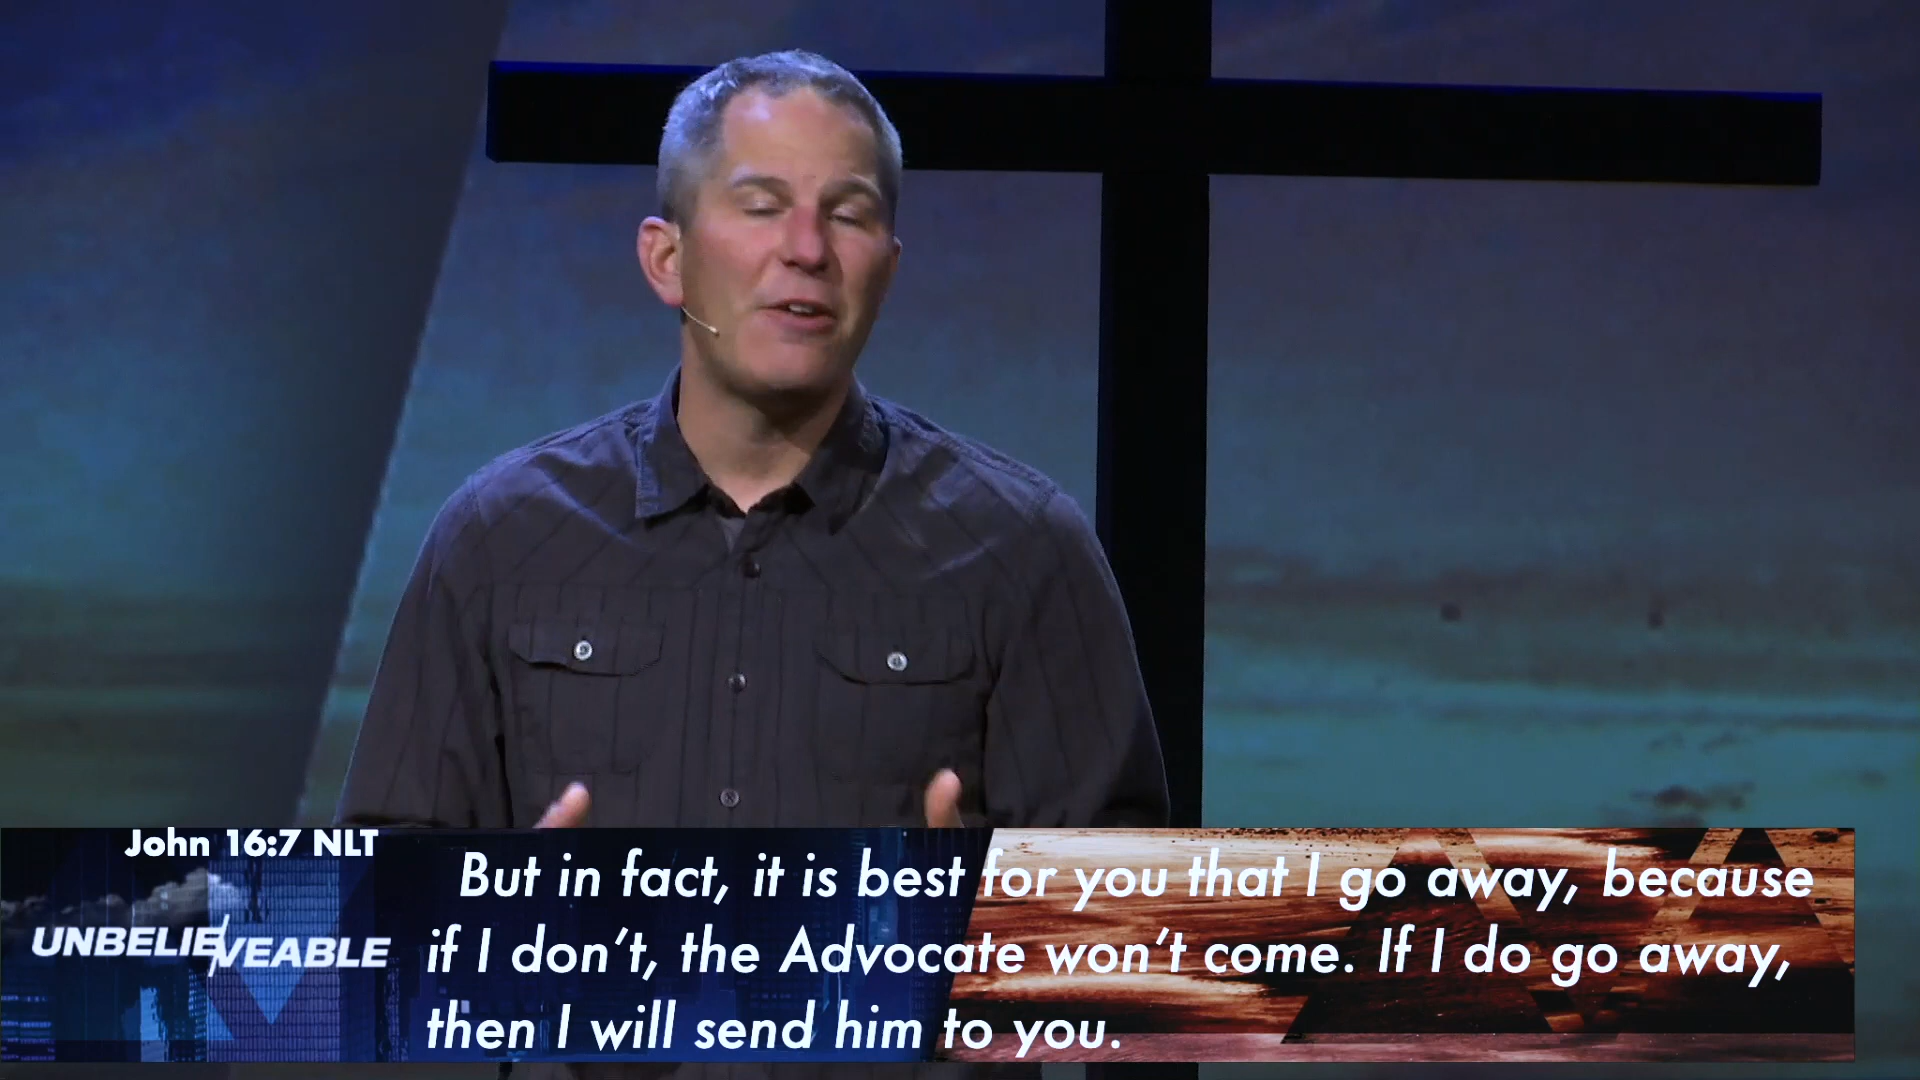 John 16:7 NLT
UNBELIEVEABLE
But in fact, it is best for you that I go away, because
if I don't, the Advocate won't come. If I do go away,
then I will send him to you.